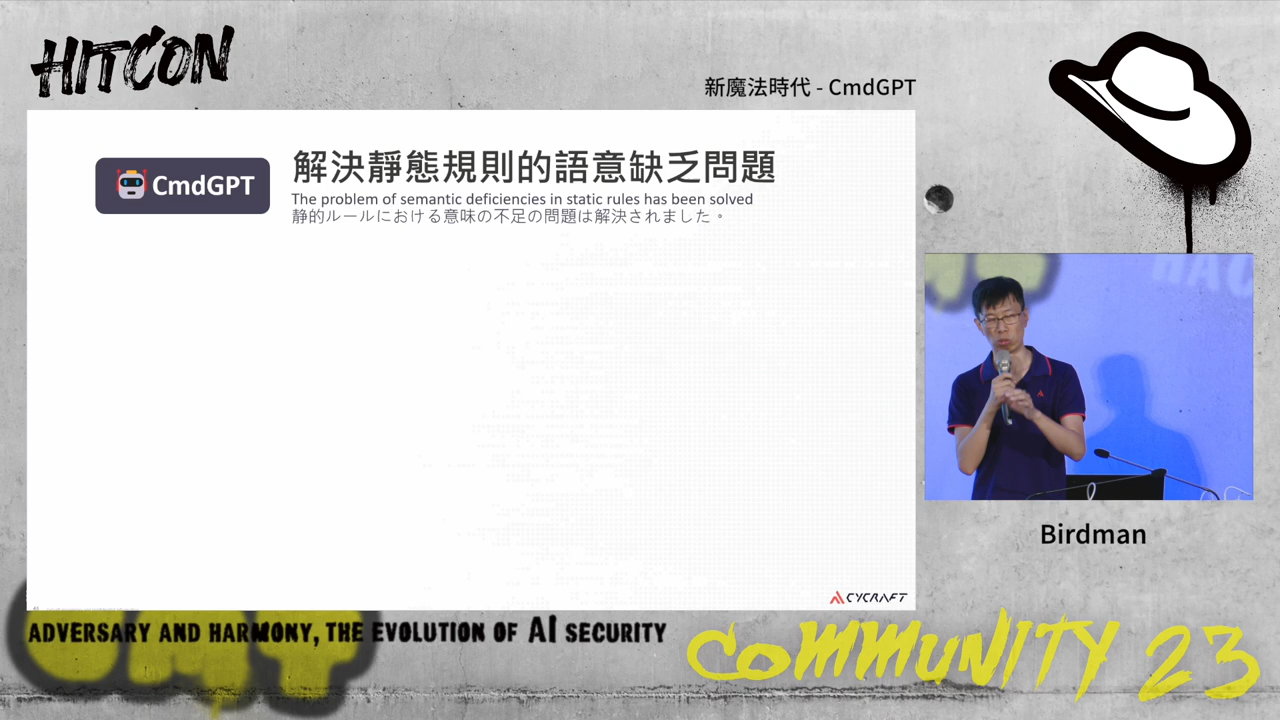 HITCON
新魔法時代 - CmdGPT
CmdGPT
解決靜態規則的語意缺乏問題
The problem of semantic deficiencies in static rules has been solved
静的ルールにおける意味の不足の問題は解決されました。
HAC
Birdman
CYCRAFT
ADVERSARY AND HARMONY, THE EVOLUTION OF AI SECURITY
COMMUNITY 23